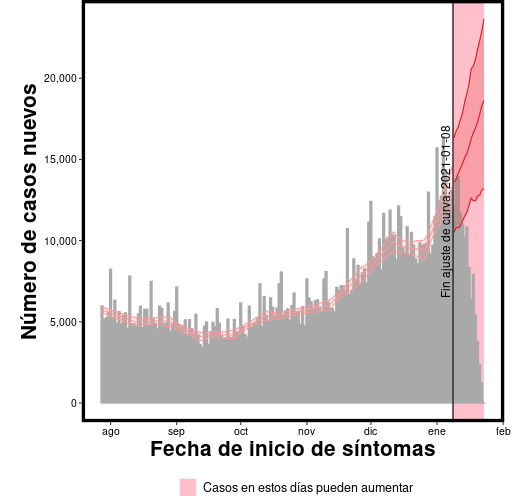 Número de casos nuevos
20,000
15,000
10,000
5,000
0
Fin ajuste de curva: 2021-01-08
ago sep oct nov dic ene feb
Fecha de inicio de síntomas
Casos en estos días pueden aumentar